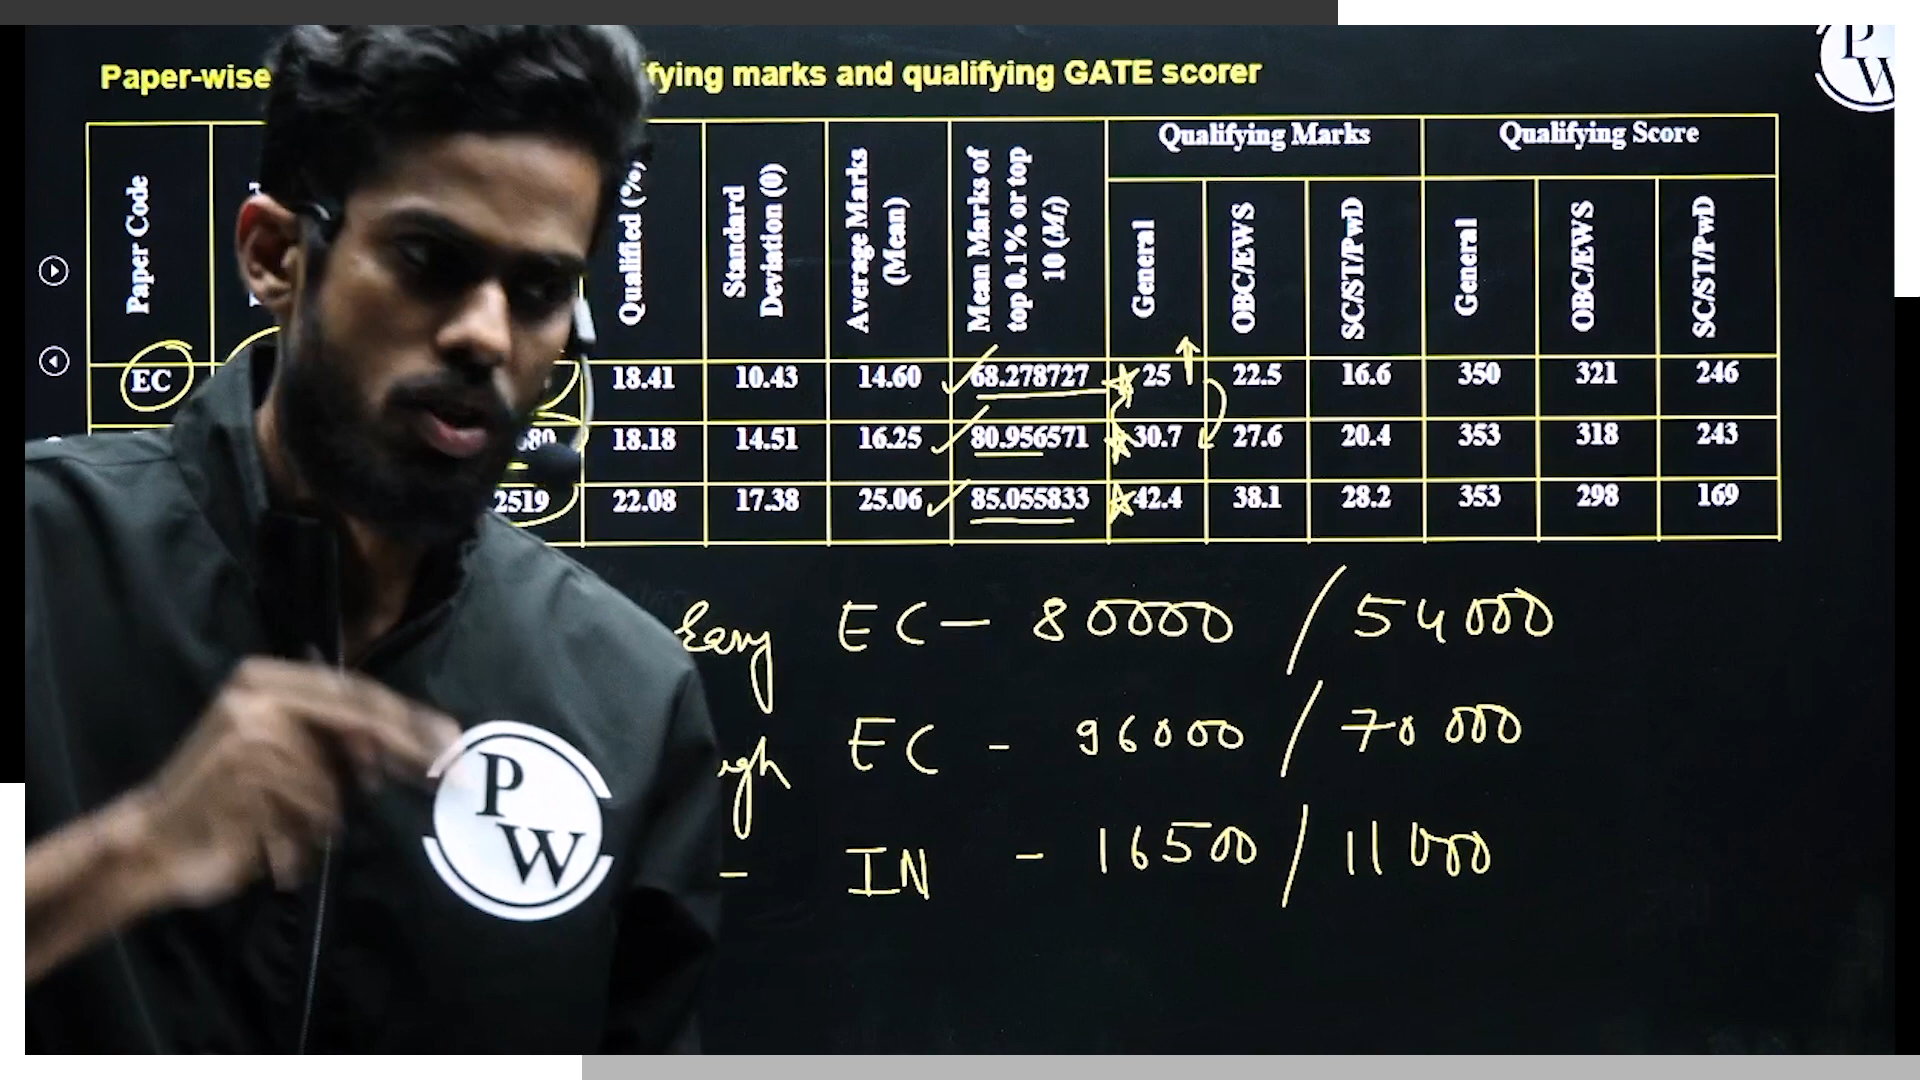 Paper-wise
fying marks and qualifying GATE scorer
P
W
Paper Code
Qualified (%)
Standard
Deviation (0)
Average Marks
(Mean)
Mean Marks of
top 0.1% or top
10 (M1)
Qualifying Marks
Qualifying Score
General
OBC/EWS
SC/ST/PwD
General
OBC/EWS
SC/ST/PwD
EC 18.41 10.43 14.60 68.278727 25 22.5 16.6 350 321 246
680 18.18 14.51 16.25 80.956571 30.7 27.6 20.4 353 318 243
2519 22.08 17.38 25.06 85.055833 42.4 38.1 28.2 353 298 169
Easy EC - 80000 / 54000
EC - 96000 / 70000
- IN - 16500 / 11000
P
W